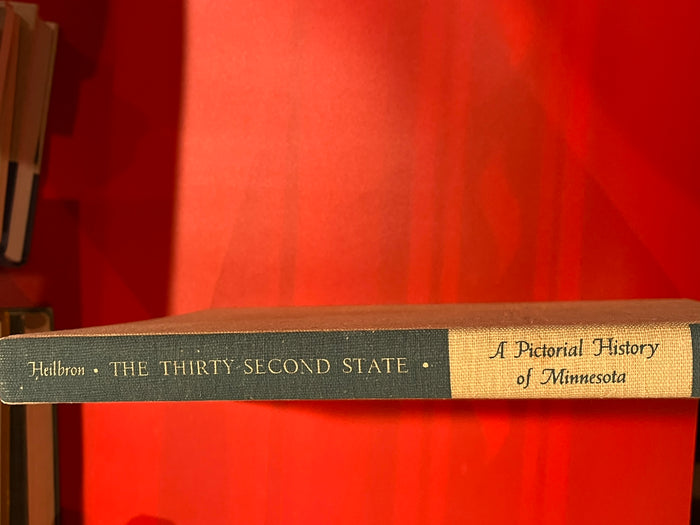 Heilbron • THE THIRTY-SECOND STATE •
A Pictorial History
of Minnesota